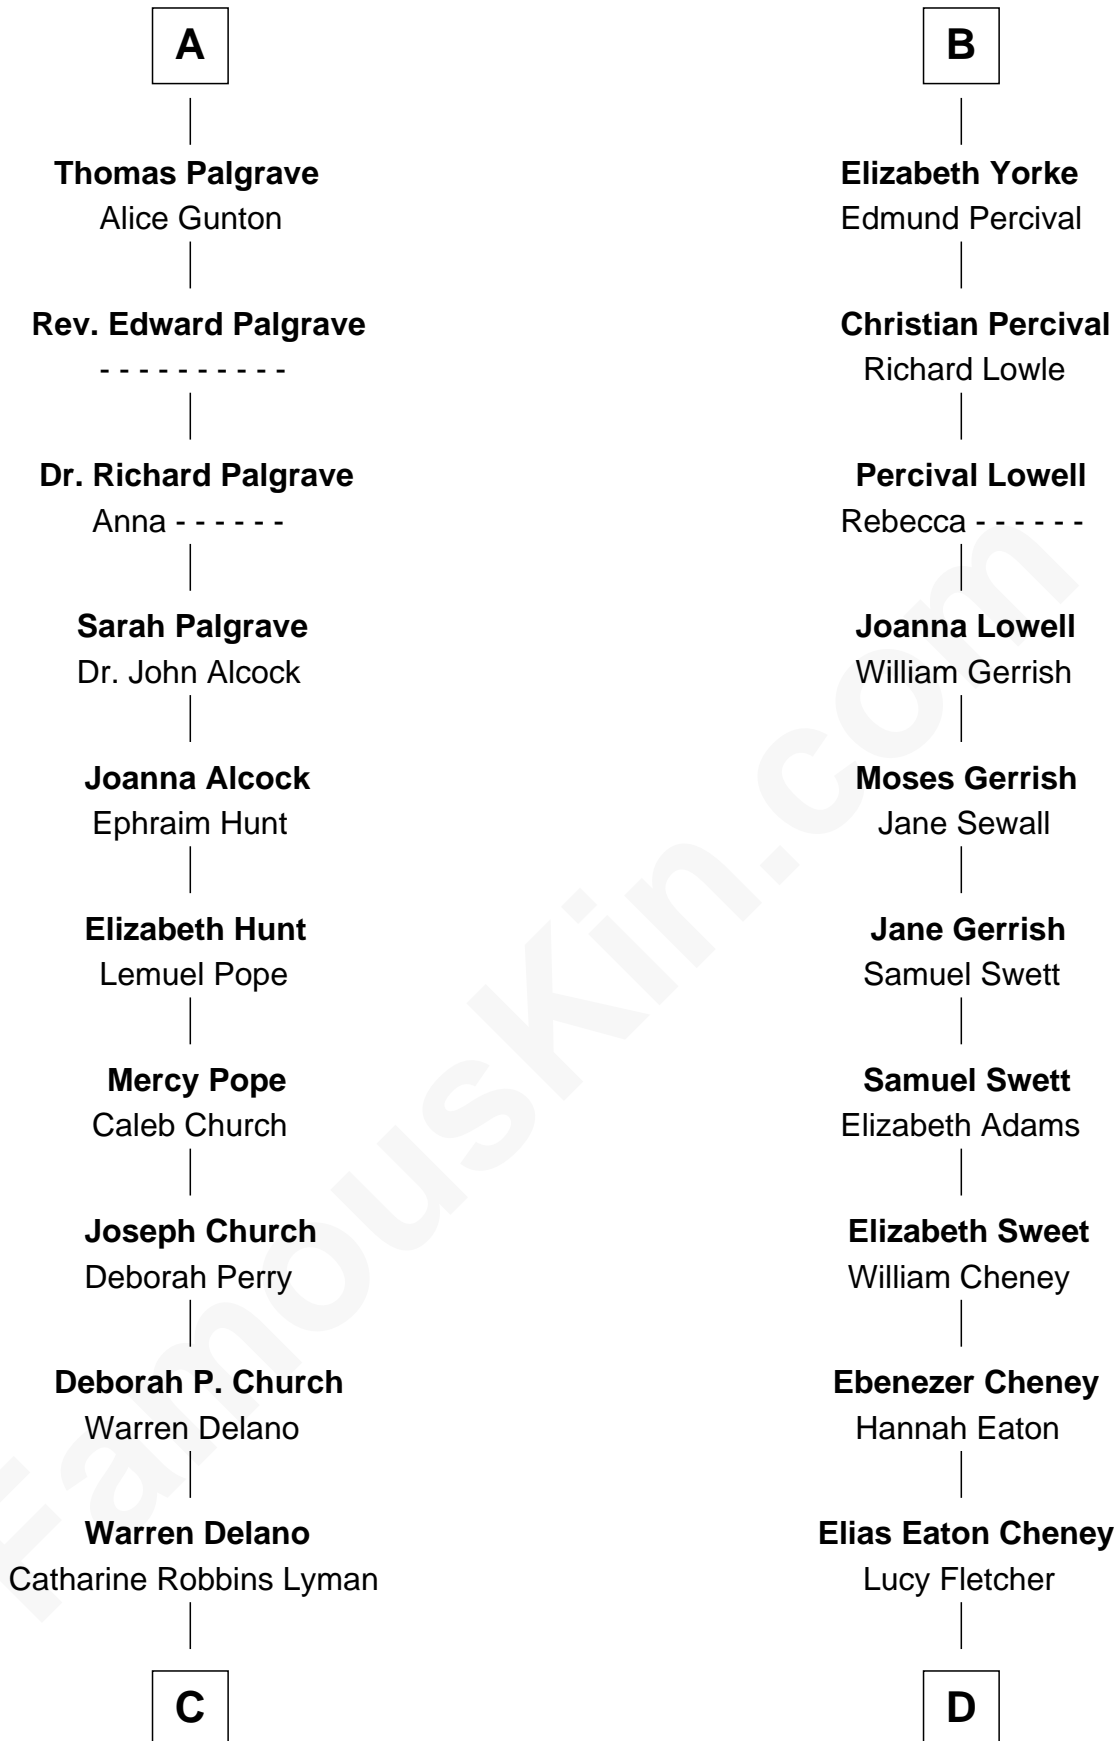 A
Thomas Palgrave
Alice Gunton
Rev. Edward Palgrave
- - - - - - - - - -
Dr. Richard Palgrave
Anna - - - - - -
Sarah Palgrave
Dr. John Alcock
Joanna Alcock
Ephraim Hunt
Elizabeth Hunt
Lemuel Pope
Mercy Pope
Caleb Church
Joseph Church
Deborah Perry
Deborah P. Church
Warren Delano
Warren Delano
Catharine Robbins Lyman
C
B
Elizabeth Yorke
Edmund Percival
Christian Percival
Richard Lowle
Percival Lowell
Rebecca - - - - - -
Joanna Lowell
William Gerrish
Moses Gerrish
Jane Sewall
Jane Gerrish
Samuel Swett
Samuel Swett
Elizabeth Adams
Elizabeth Sweet
William Cheney
Ebenezer Cheney
Hannah Eaton
Elias Eaton Cheney
Lucy Fletcher
D
FamousKin.com